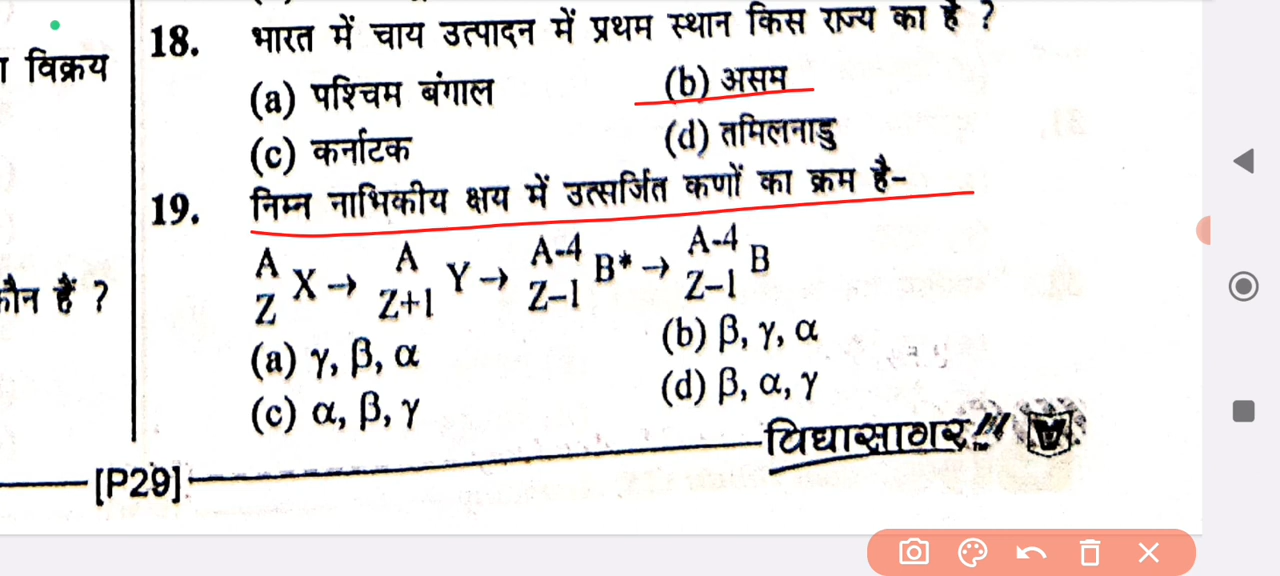 ा विक्रय
कौन हैं ?
18. भारत में चाय उत्पादन में प्रथम स्थान किस राज्य का है ?
(a) पश्चिम बंगाल (b) असम
(c) कर्नाटक (d) तमिलनाडु
19. निम्न नाभिकीय क्षय में उत्सर्जित कणों का क्रम है-
A/Z X → A/Z+1 Y → A-4/Z-1 B* → A-4/Z-1 B
(a) γ, β, α (b) β, γ, α
(c) α, β, γ (d) β, α, γ
विद्यासागर!!
[P29]